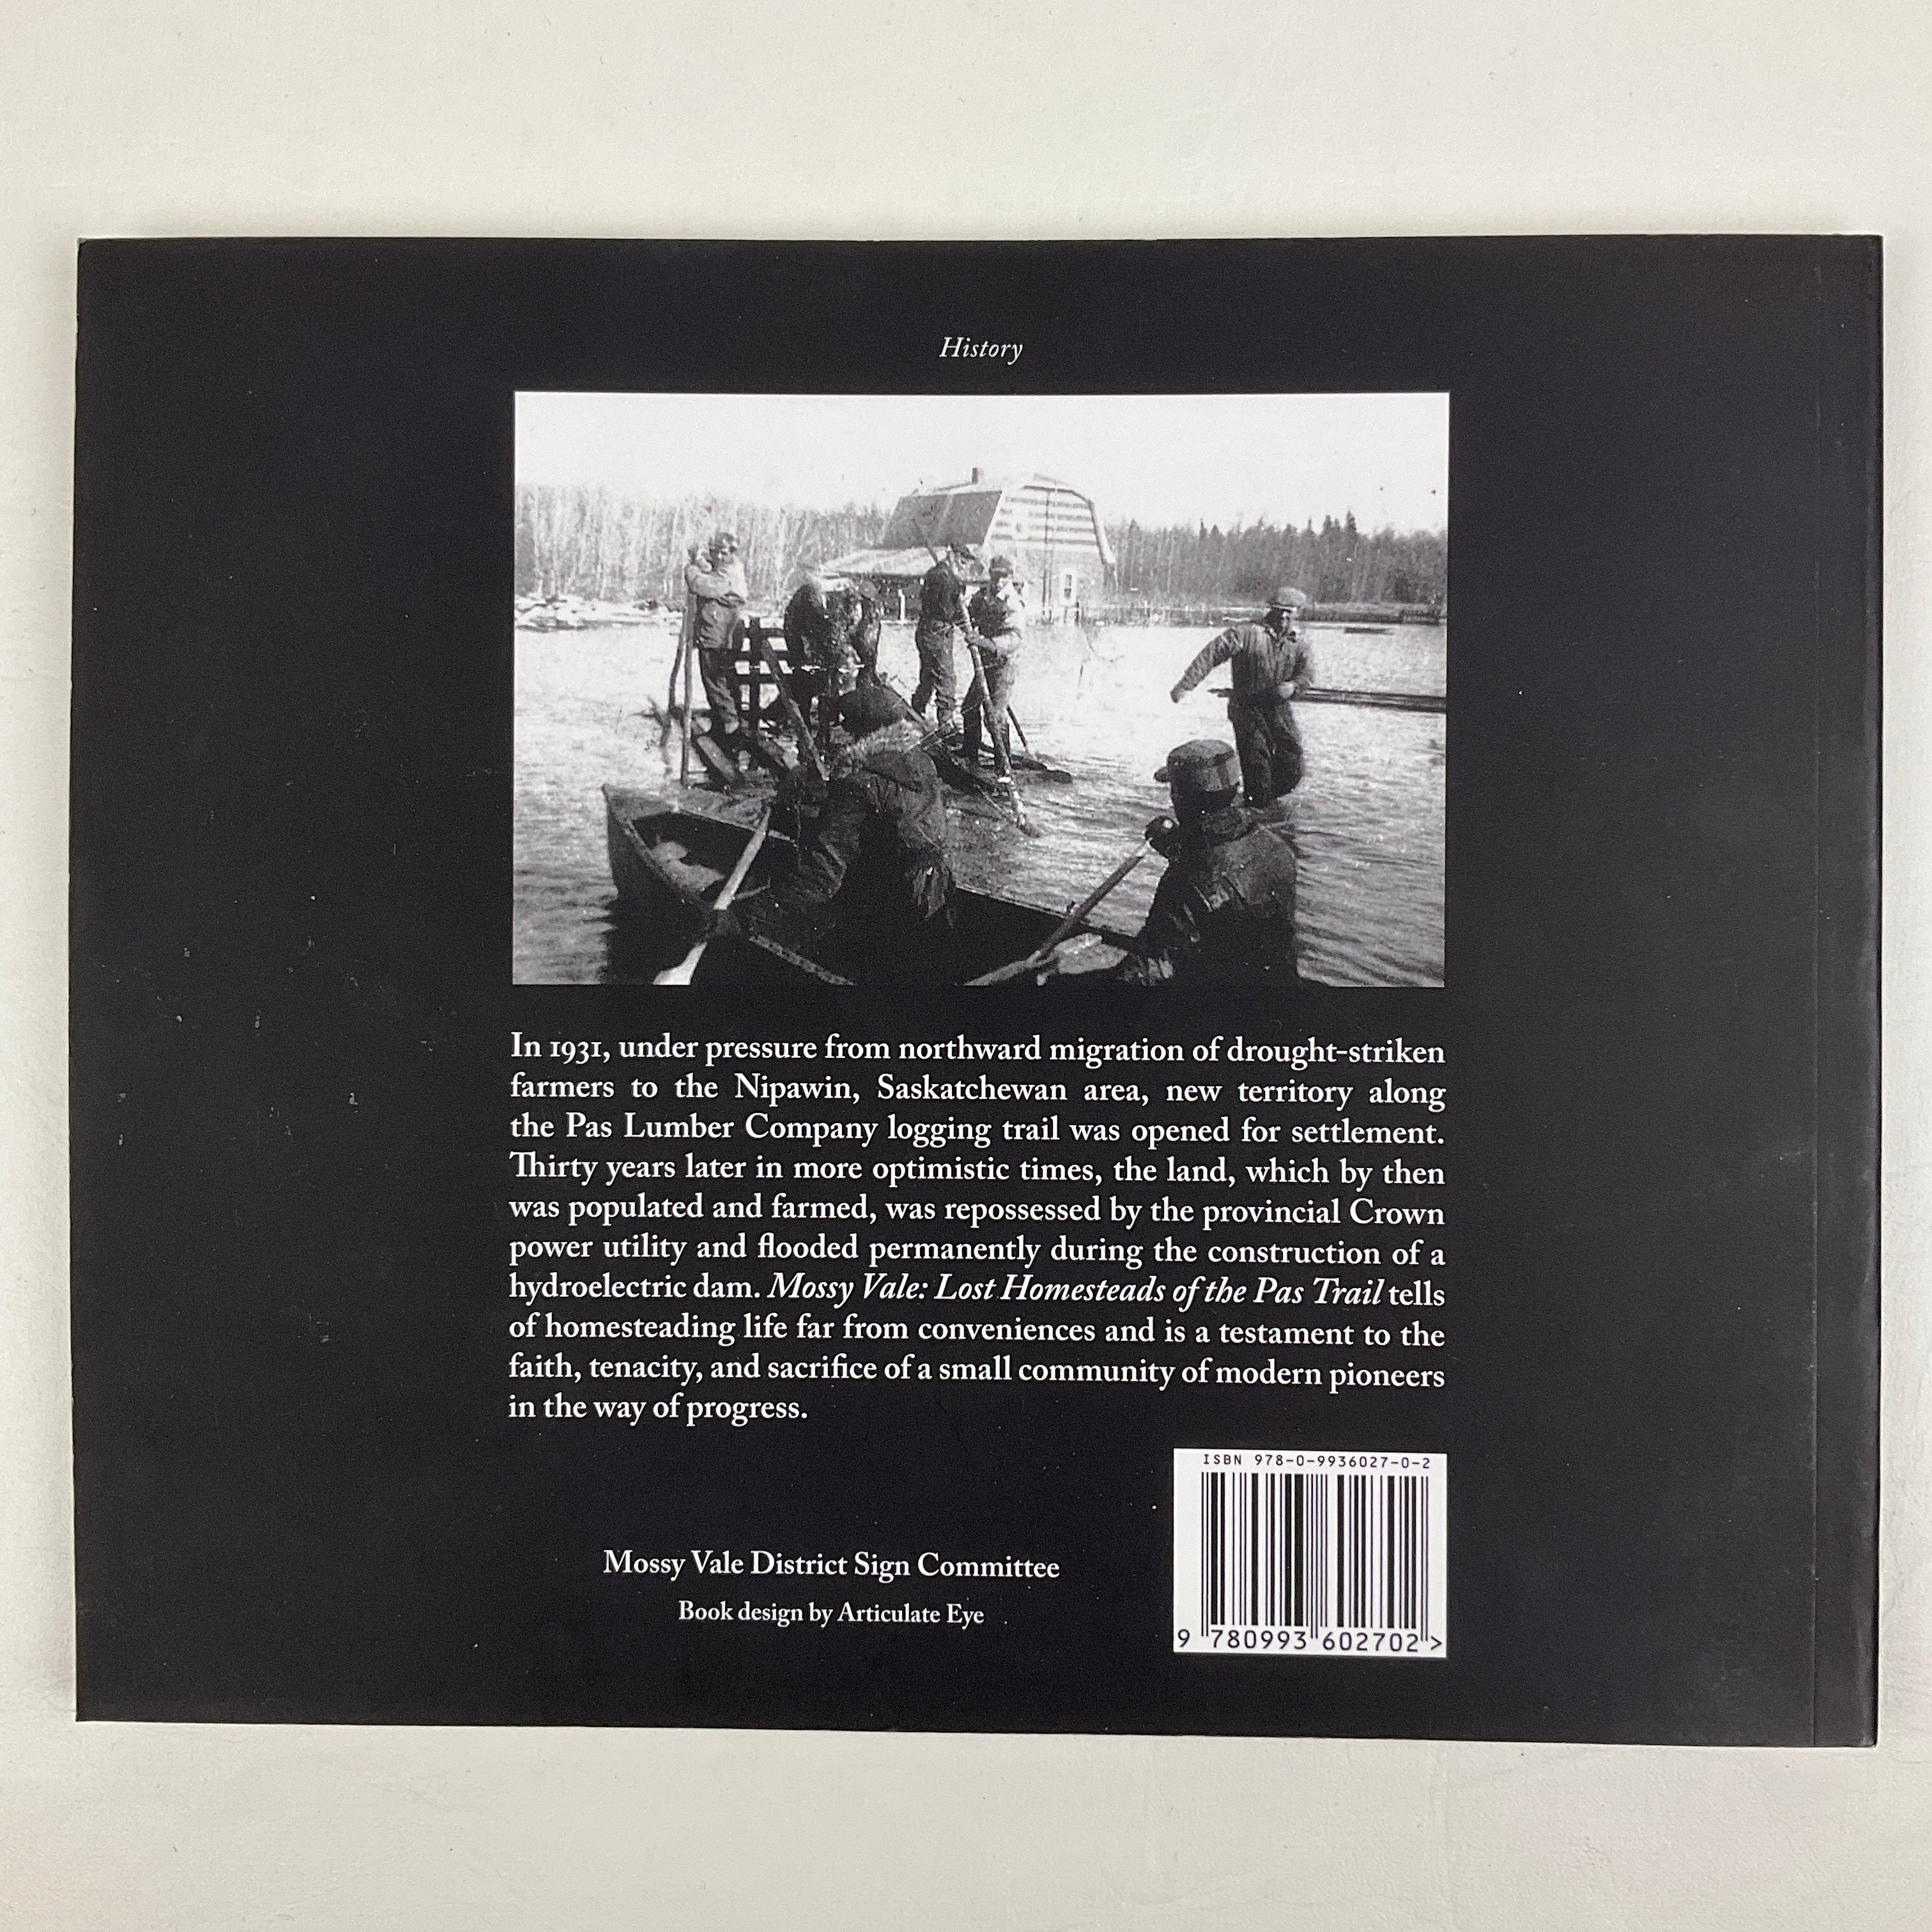 History
In 1931, under pressure from northward migration of drought-striken
farmers to the Nipawin, Saskatchewan area, new territory along
the Pas Lumber Company logging trail was opened for settlement.
Thirty years later in more optimistic times, the land, which by then
was populated and farmed, was repossessed by the provincial Crown
power utility and flooded permanently during the construction of a
hydroelectric dam. Mossy Vale: Lost Homesteads of the Pas Trail tells
of homesteading life far from conveniences and is a testament to the
faith, tenacity, and sacrifice of a small community of modern pioneers
in the way of progress.
ISBN 978-0-9936027-0-2
Mossy Vale District Sign Committee
Book design by Articulate Eye
9 780993 602702 >